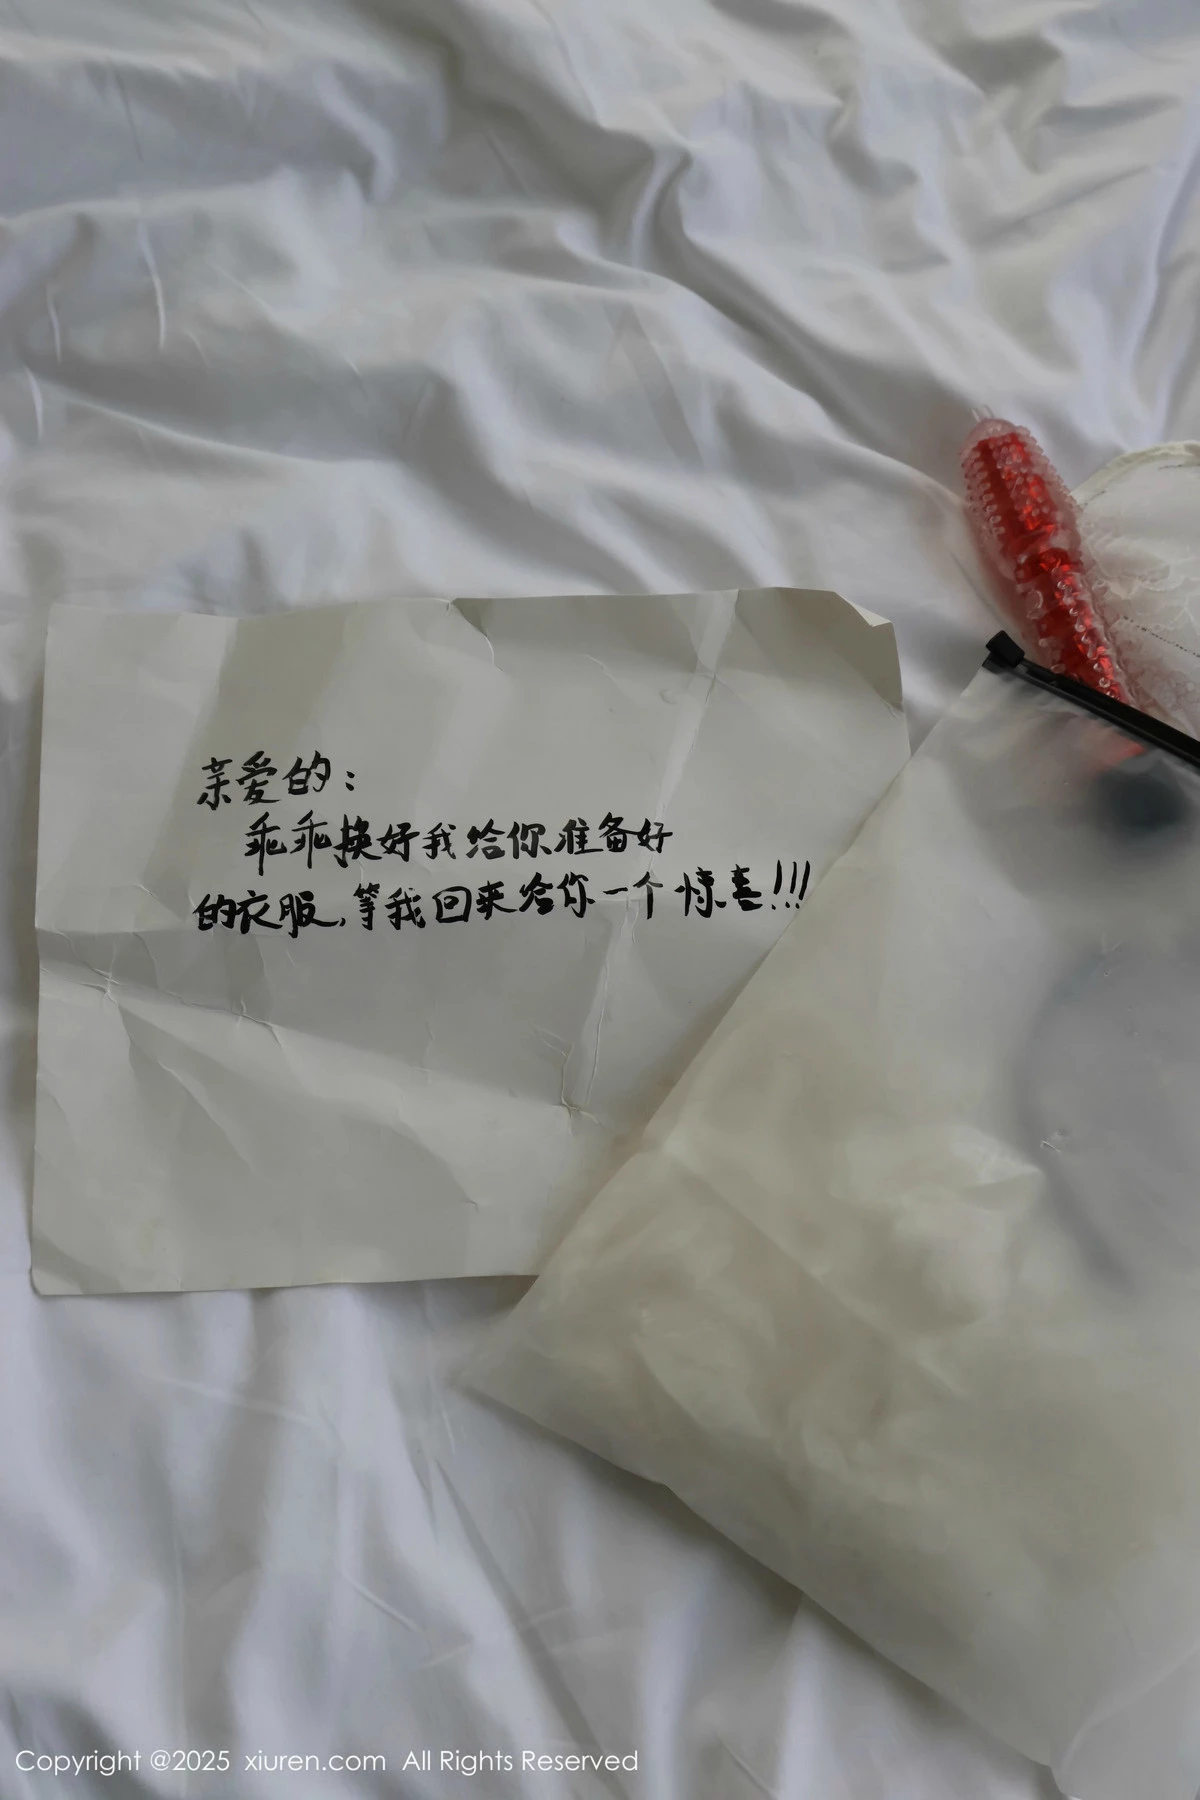 亲爱的：
乖乖换好我给你准备好
的衣服,等我回来给你一个惊喜!!!
Copyright @2025 xiuren.com All Rights Reserved